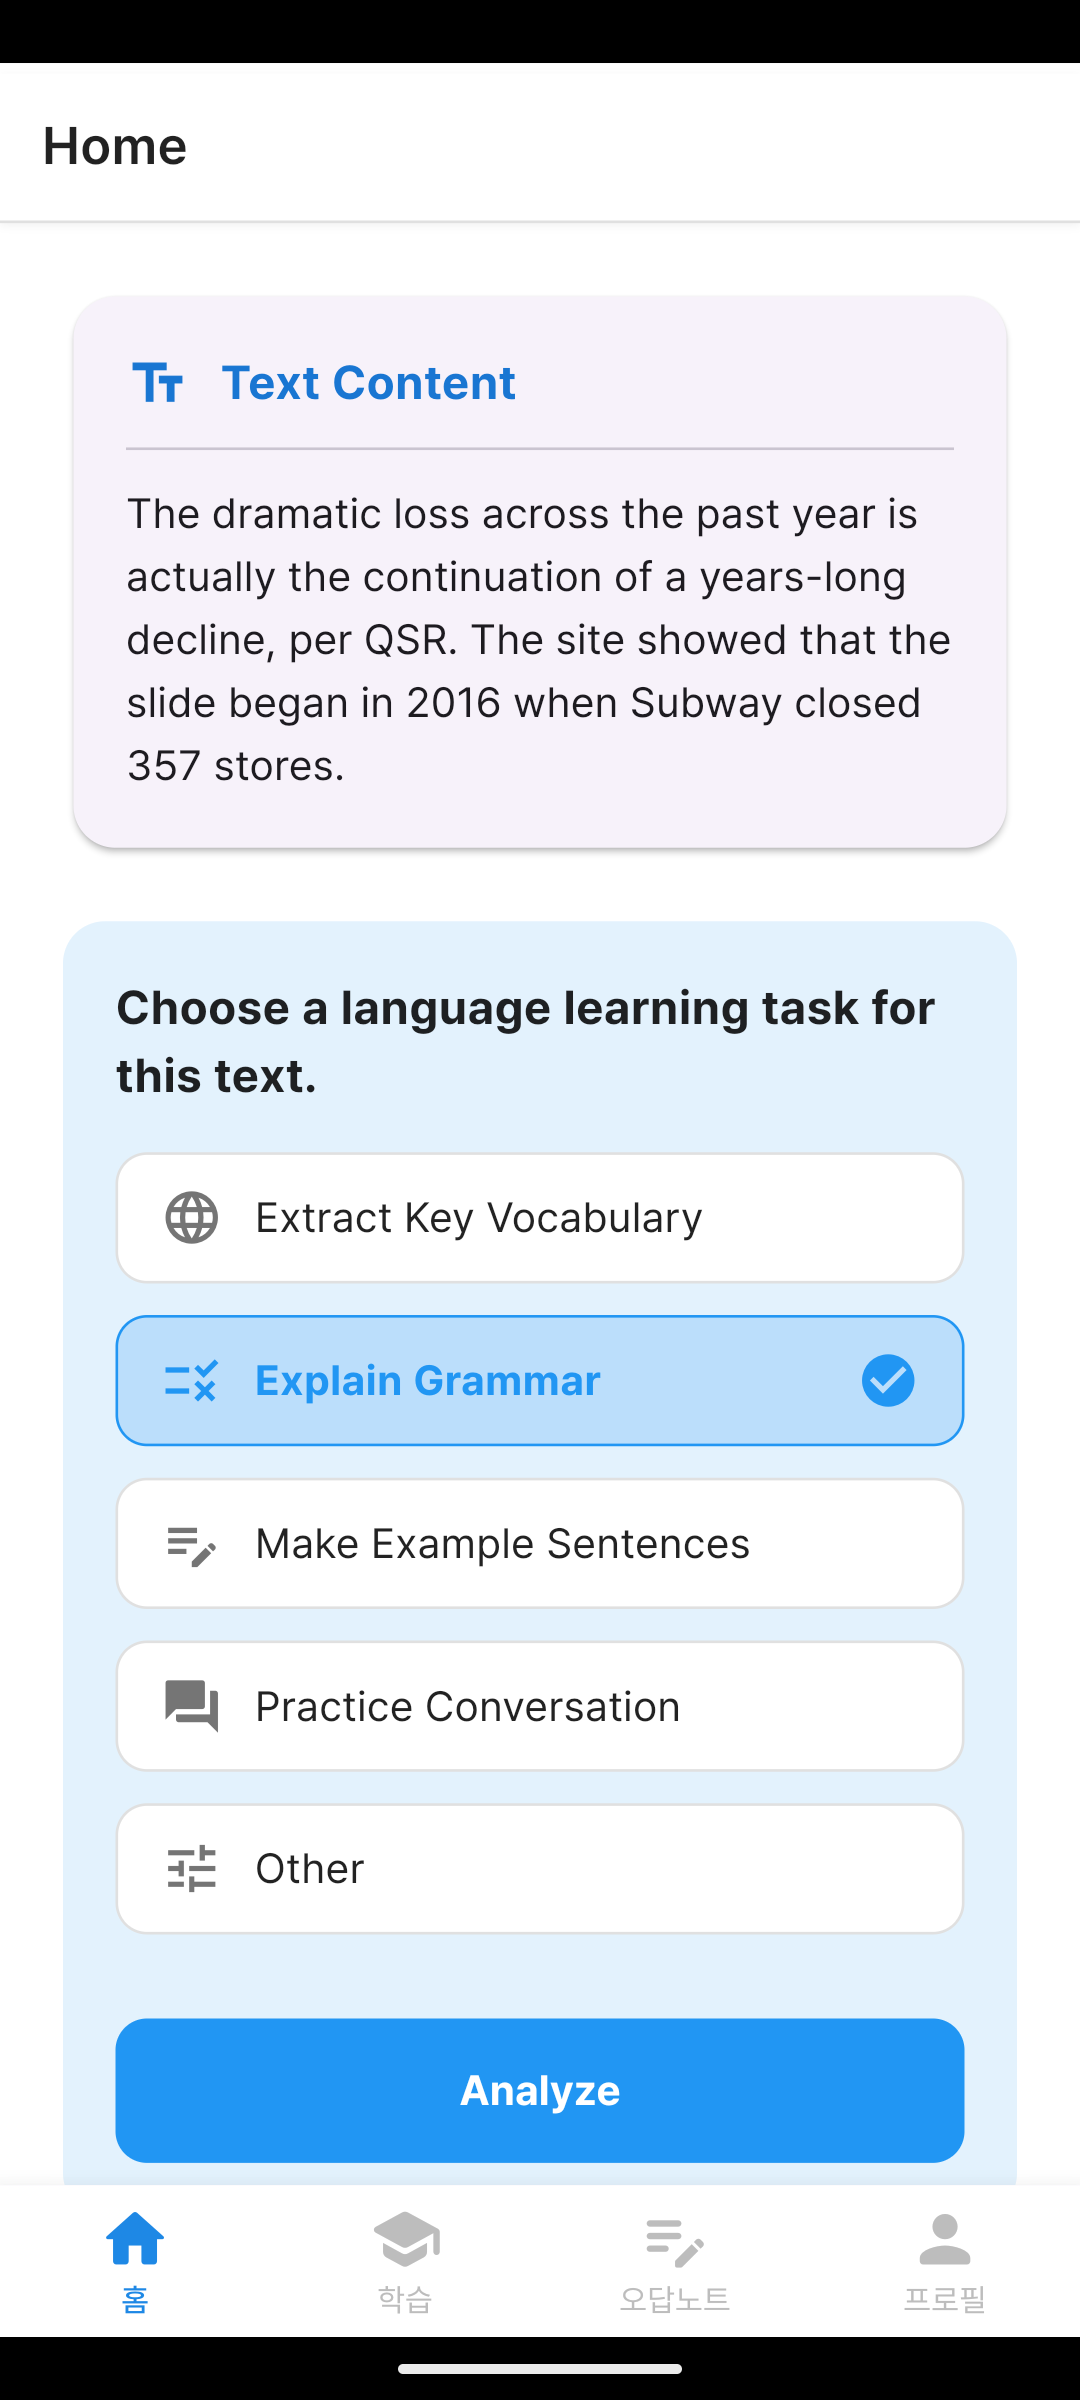 Home
Text Content
The dramatic loss across the past year is
actually the continuation of a years-long
decline, per QSR. The site showed that the
slide began in 2016 when Subway closed
357 stores.
Choose a language learning task for
this text.
Extract Key Vocabulary
Explain Grammar
Make Example Sentences
Practice Conversation
Other
Analyze
홈
학습
오답노트
프로필